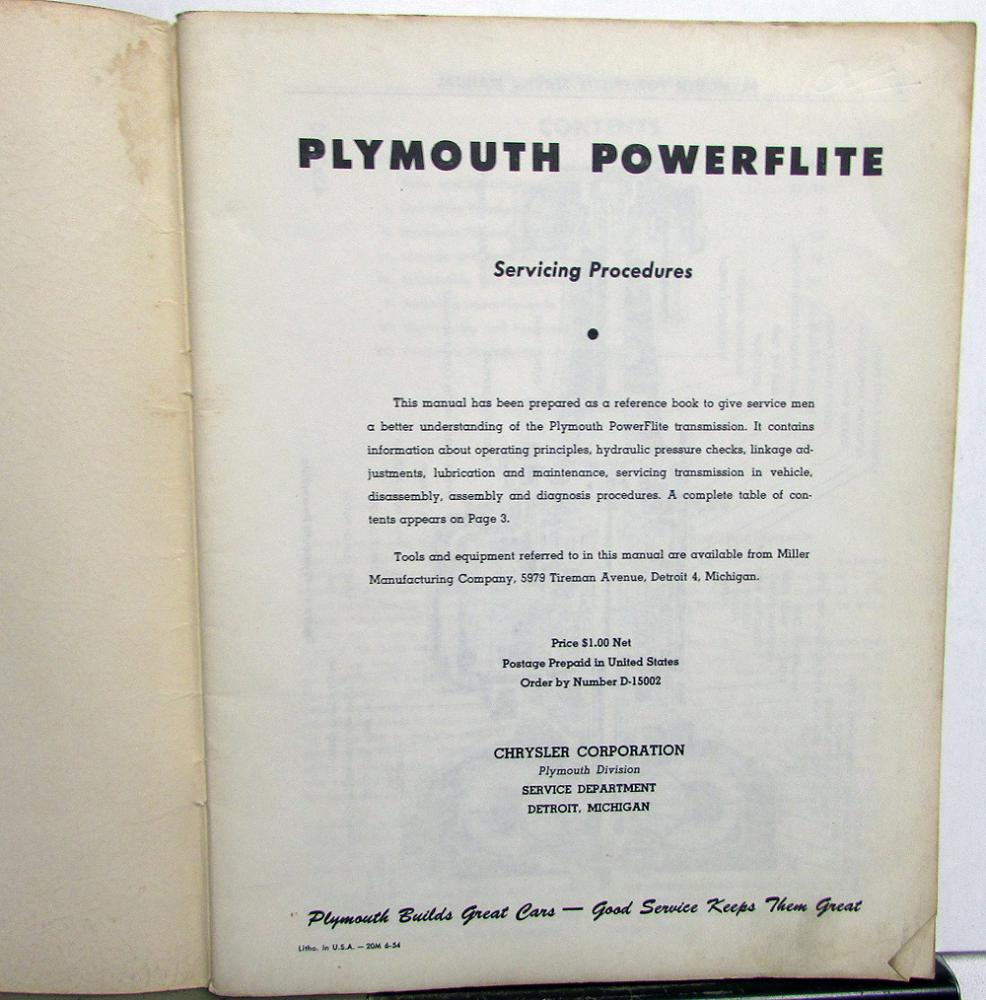 PLYMOUTH POWERFLITE
Servicing Procedures
•
This manual has been prepared as a reference book to give service men
a better understanding of the Plymouth PowerFlite transmission. It contains
information about operating principles, hydraulic pressure checks, linkage ad-
justments, lubrication and maintenance, servicing transmission in vehicle,
disassembly, assembly and diagnosis procedures. A complete table of con-
tents appears on Page 3.
Tools and equipment referred to in this manual are available from Miller
Manufacturing Company, 5979 Tireman Avenue, Detroit 4, Michigan.
Price $1.00 Net
Postage Prepaid in United States
Order by Number D-15002
CHRYSLER CORPORATION
Plymouth Division
SERVICE DEPARTMENT
DETROIT, MICHIGAN
Plymouth Builds Great Cars — Good Service Keeps Them Great
Litho. in U.S.A. — 20M 6-54